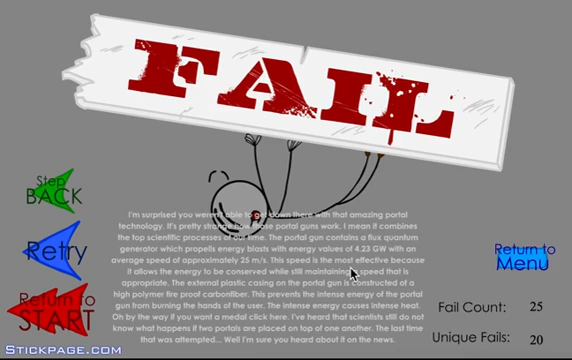 FAIL
Step
BACK
Retry
Return to
START
I'm surprised you weren't able to get down there with that amazing portal
technology. It's pretty strange how those portal guns work. I mean it combines
the top scientific processes of our time. The portal gun contains a flux quantum
generator which propels energy blasts with energy values of 4.23 GW with an
average speed of approximately 25 m/s. This speed is the most effective because
it allows the energy to be conserved while still maintaining speed that is
appropriate. The external plastic casing on the portal gun is constructed of a
high polymer fire proof carbonfiber. This prevents the intense energy of the portal
gun from burning the hands of the user. The intense energy causes intense heat.
Oh by the way if you want a medal click here. I've heard that scientists still do not
know what happens if two portals are placed on top of one another. The last time
that was attempted... Well I'm sure you heard about it on the news.
Return to
Menu
Fail Count: 25
Unique Fails: 20
STICKPAGE.COM